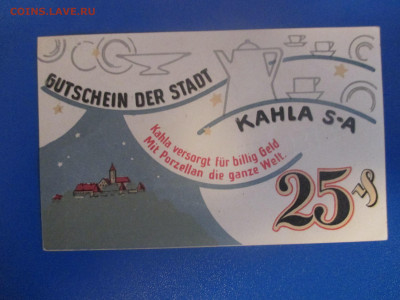 COINS.LAVE.RU
GUTSCHEIN DER STADT
KAHLA S-A
Kahla versorgt für billig Geld
Mit Porzellan die ganze Welt.
25 ₰